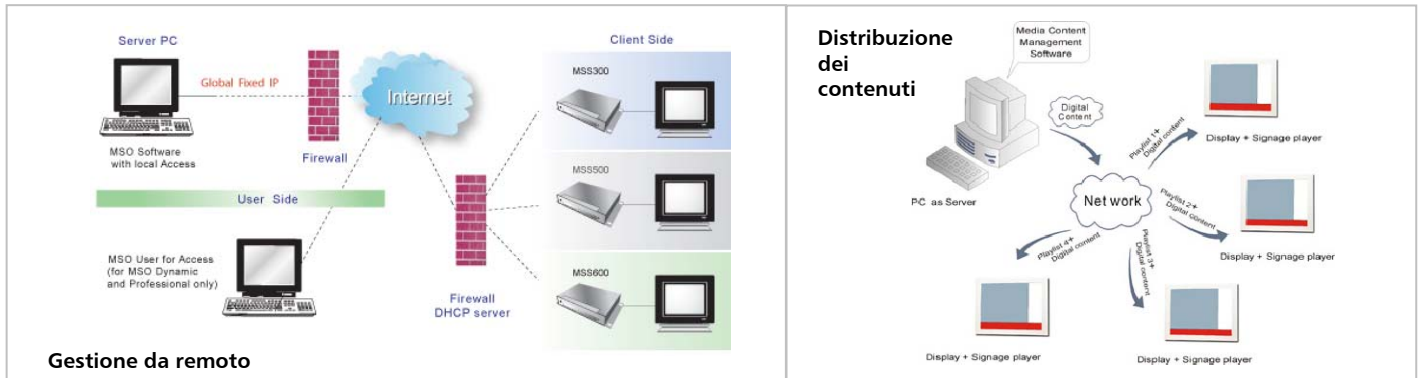 Server PC
Global Fixed IP
MSO Software
with local Access
Firewall
Internet
Client Side
MSS300
MSS500
MSS600
User Side
MSO User for Access
(for MSO Dynamic
and Professional only)
Firewall
DHCP server
Gestione da remoto
Distribuzione
dei
contenuti
Media Content
Management
Software
Digital
Content
PC as Server
Network
Playlist 1+
Digital content
Display + Signage player
Playlist 2+
Digital content
Display + Signage player
Playlist 3+
Digital content
Display + Signage player
Playlist 4+
Digital content
Display + Signage player